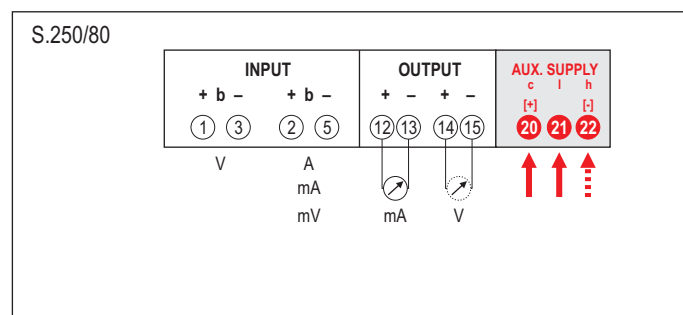 S.250/80
INPUT OUTPUT AUX. SUPPLY
c l h
+ b – + b – + – + –
[+] [-]
1 3 2 5 12 13 14 15 20 21 22
V A
mA
mV mA V